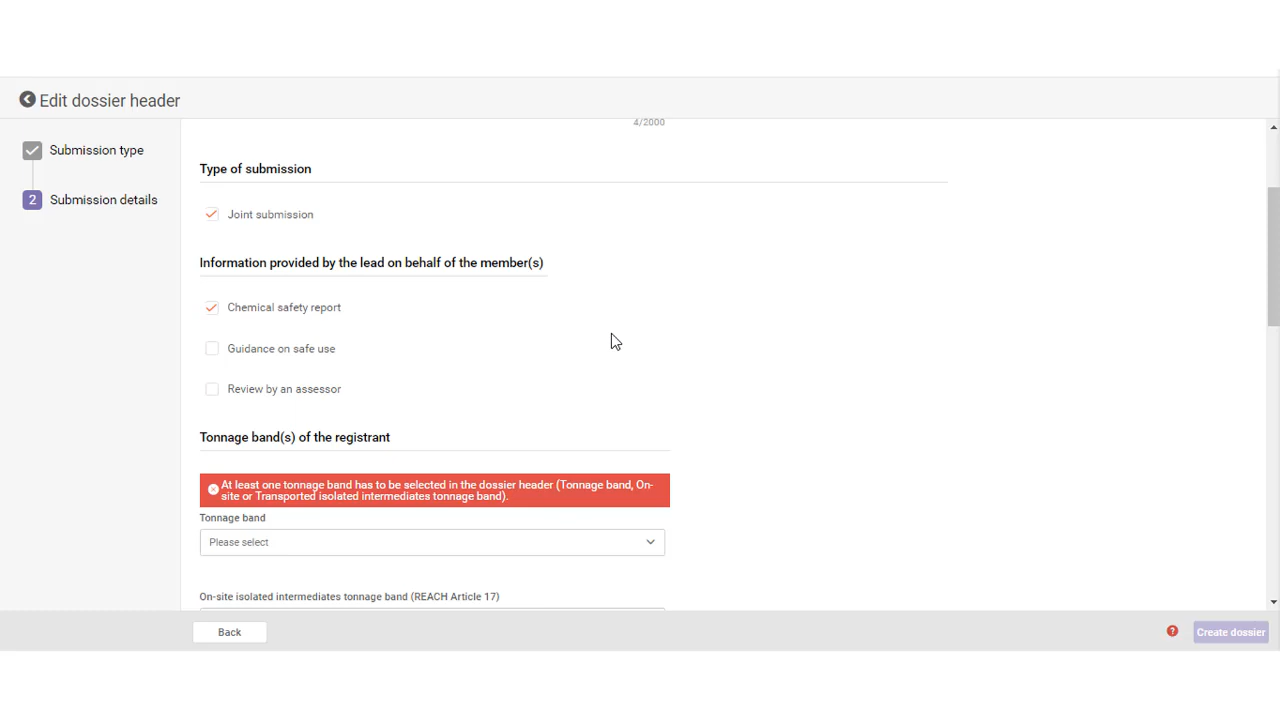 Edit dossier header
Submission type
2 Submission details
4/2000
Type of submission
Joint submission
Information provided by the lead on behalf of the member(s)
Chemical safety report
Guidance on safe use
Review by an assessor
Tonnage band(s) of the registrant
At least one tonnage band has to be selected in the dossier header (Tonnage band, On-
site or Transported isolated intermediates tonnage band).
Tonnage band
Please select
On-site isolated intermediates tonnage band (REACH Article 17)
Back
?
Create dossier